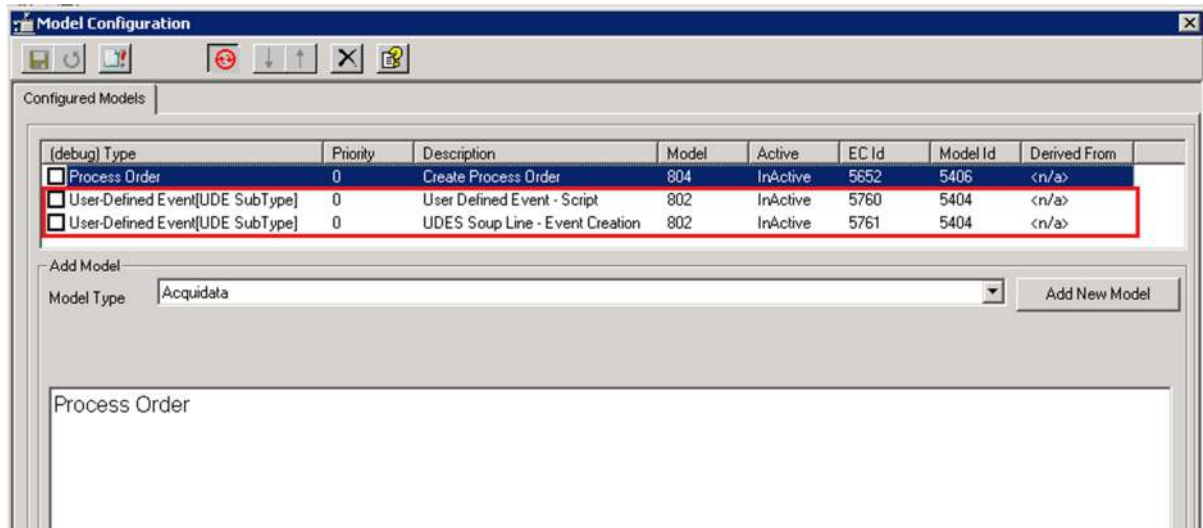 Model Configuration
Configured Models
(debug) Type Priority Description Model Active EC Id Model Id Derived From
Process Order 0 Create Process Order 804 InActive 5652 5406 <n/a>
User-Defined Event[UDE SubType] 0 User Defined Event - Script 802 InActive 5760 5404 <n/a>
User-Defined Event[UDE SubType] 0 UDES Soup Line - Event Creation 802 InActive 5761 5404 <n/a>
Add Model
Model Type Acquidata Add New Model
Process Order